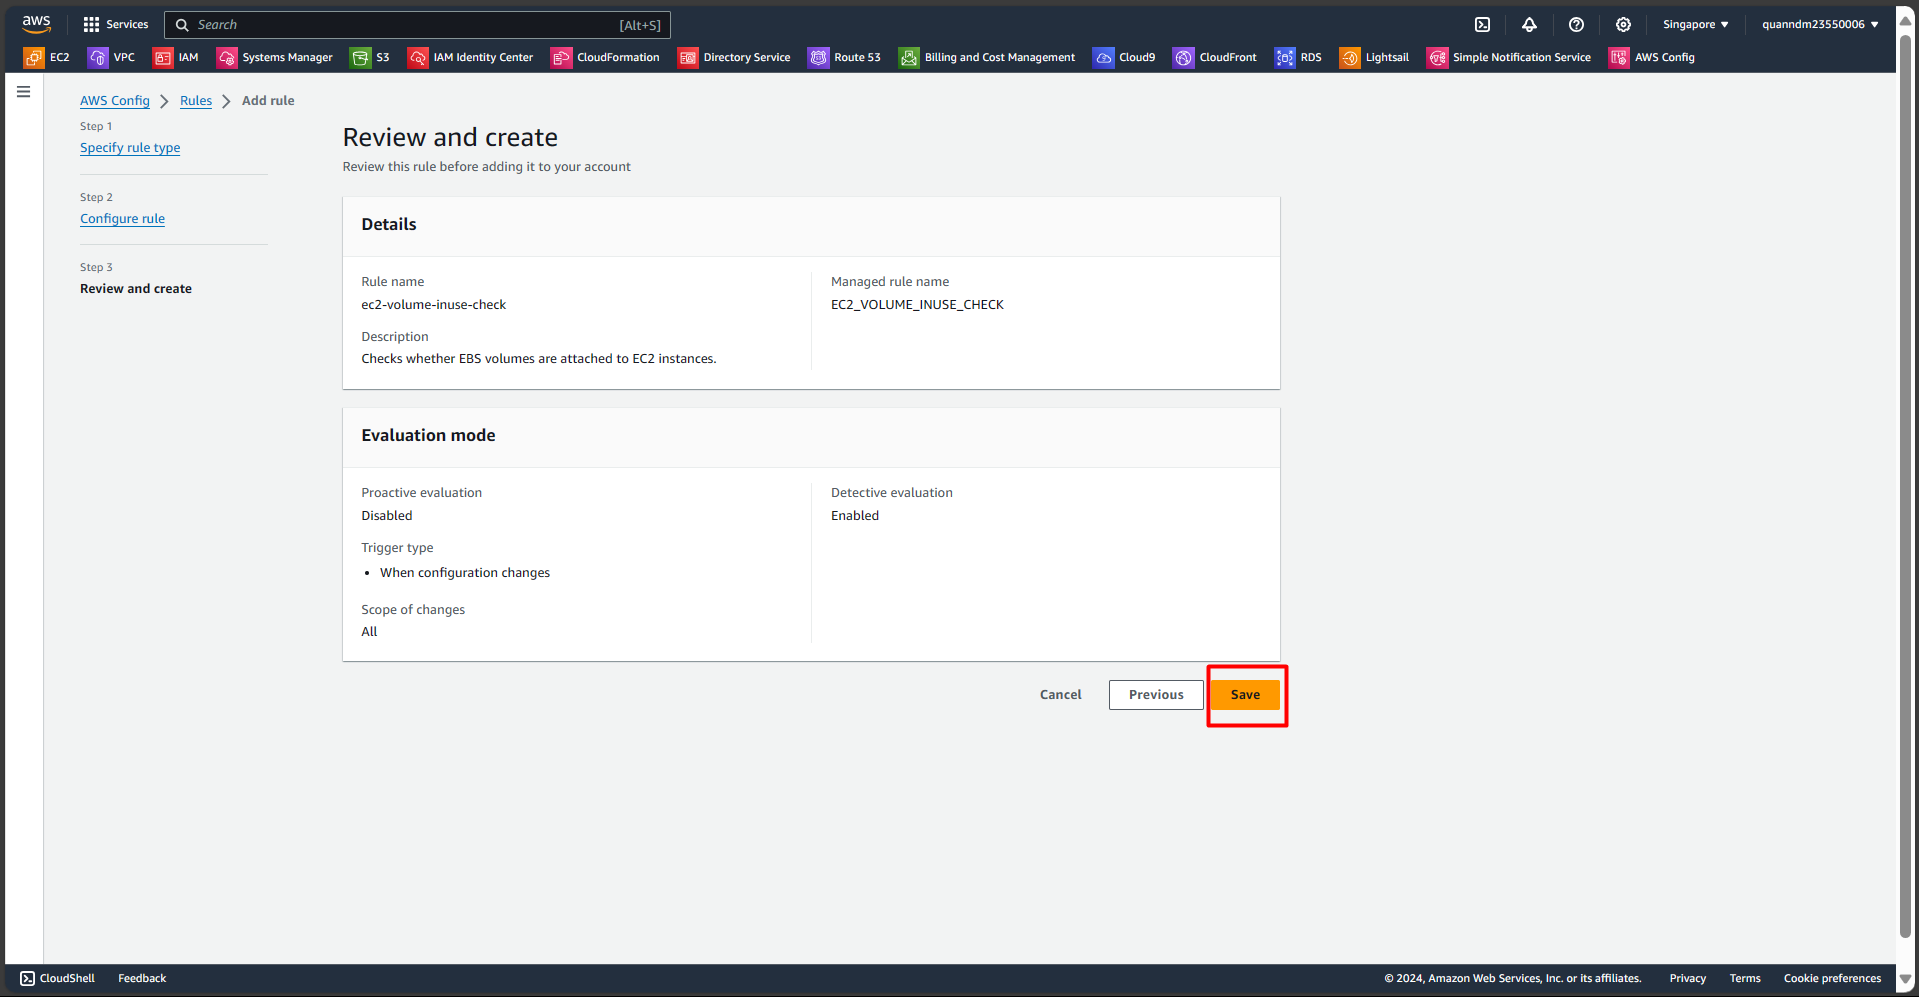 aws
Services
Search
[Alt+S]
Singapore
quanndm23550006
EC2
VPC
IAM
Systems Manager
S3
IAM Identity Center
CloudFormation
Directory Service
Route 53
Billing and Cost Management
Cloud9
CloudFront
RDS
Lightsail
Simple Notification Service
AWS Config
AWS Config
Rules
Add rule
Step 1
Specify rule type
Step 2
Configure rule
Step 3
Review and create
Review and create
Review this rule before adding it to your account
Details
Rule name
ec2-volume-inuse-check
Description
Checks whether EBS volumes are attached to EC2 instances.
Managed rule name
EC2_VOLUME_INUSE_CHECK
Evaluation mode
Proactive evaluation
Disabled
Trigger type
• When configuration changes
Scope of changes
All
Detective evaluation
Enabled
Cancel
Previous
Save
CloudShell
Feedback
© 2024, Amazon Web Services, Inc. or its affiliates.
Privacy
Terms
Cookie preferences